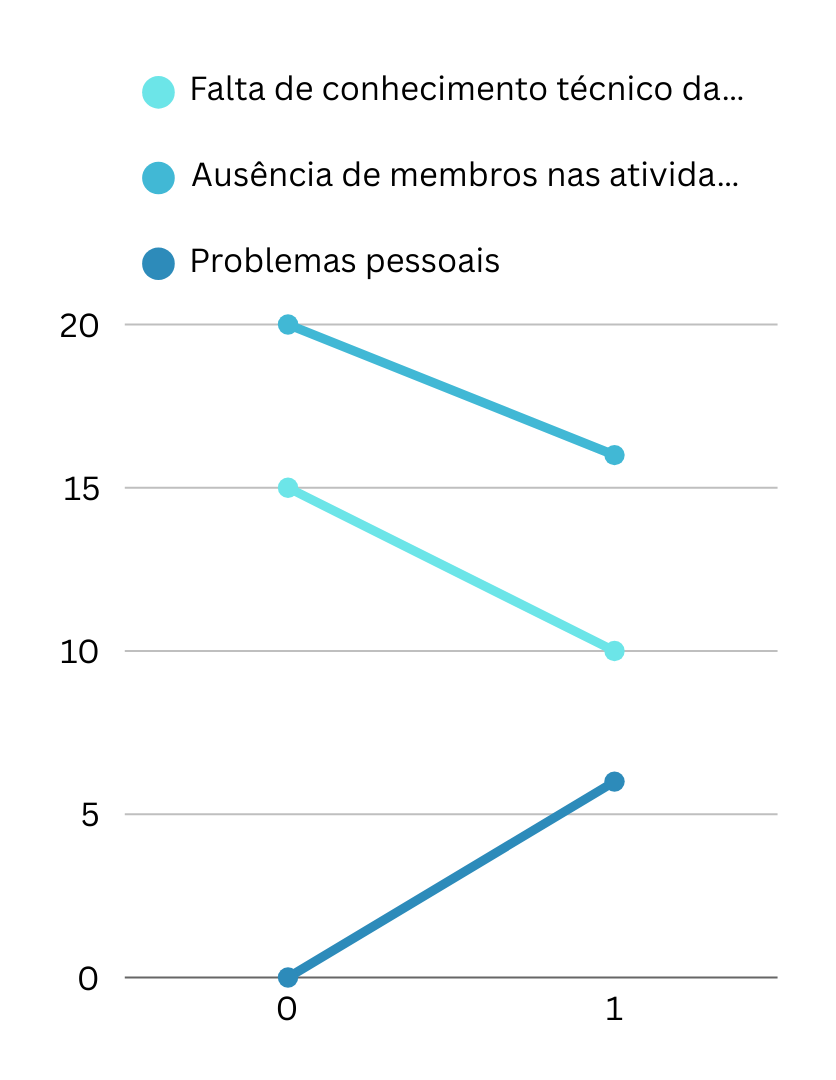 Falta de conhecimento técnico da...
Ausência de membros nas ativida...
Problemas pessoais
20
15
10
5
0
0 1